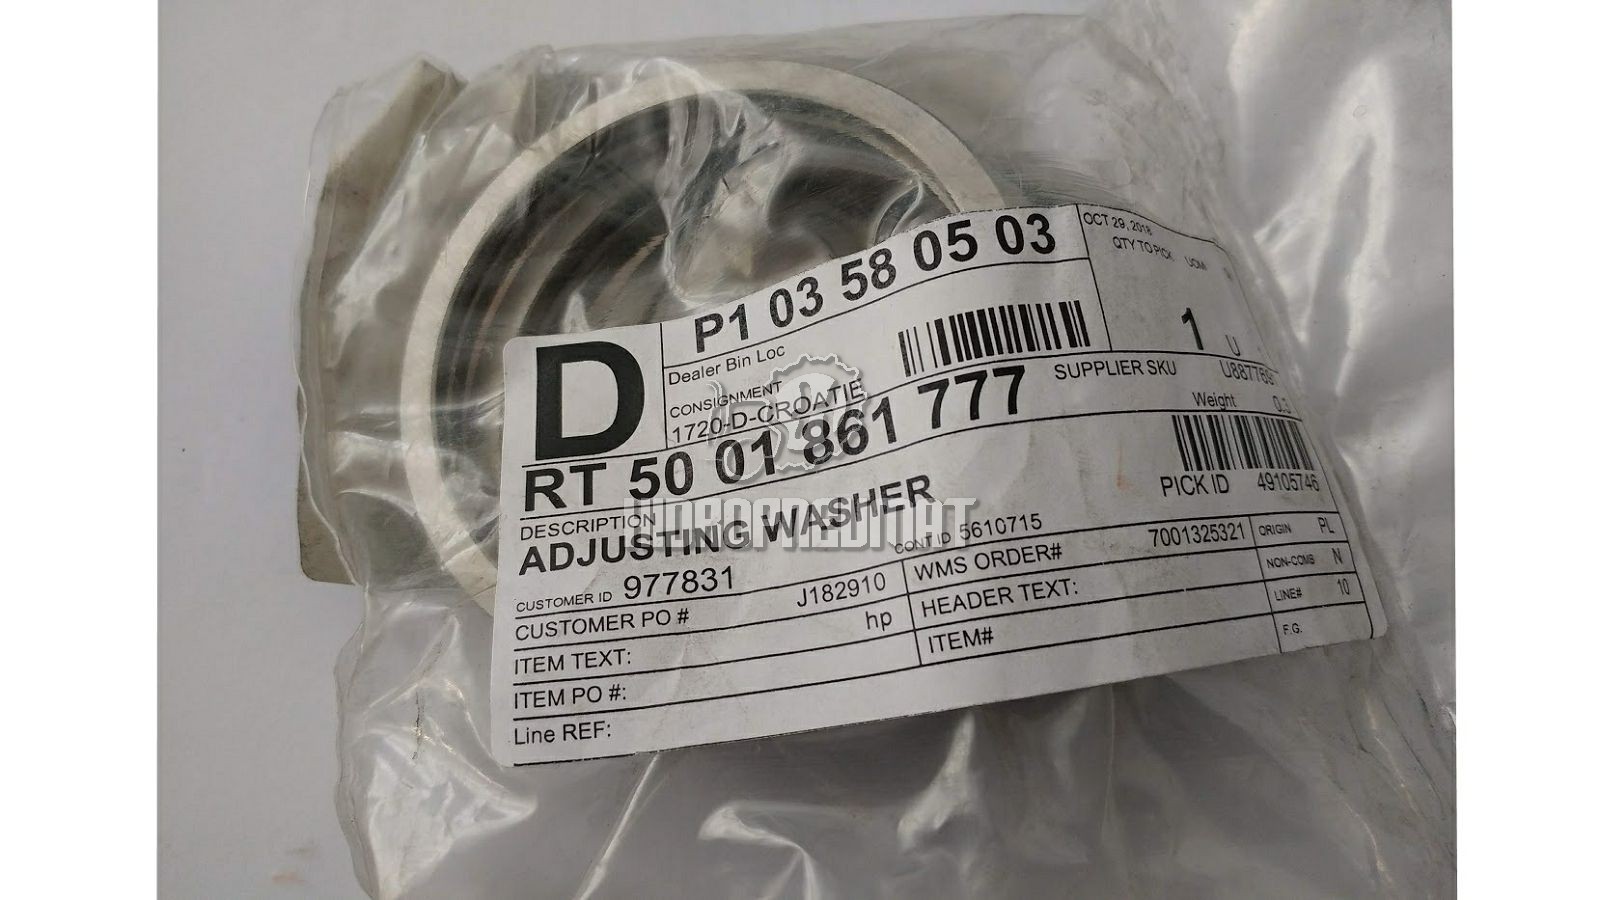 D
P1 03 58 05 03
Dealer Bin Loc
CONSIGNMENT
1720-D-CROATIE
OCT 29, 2018
QTY TO PICK UOM
1 U
RT 50 01 861 777
SUPPLIER SKU
Weight
DESCRIPTION
ADJUSTING WASHER
PICK ID 49105746
CUSTOMER ID 977831
CONT ID 5610715
CUSTOMER PO # J182910
WMS ORDER# 7001325321
ORIGIN PL
ITEM TEXT: hp
HEADER TEXT:
NON-COMB N
ITEM PO #:
ITEM#
LINE# 10
Line REF:
F.G.